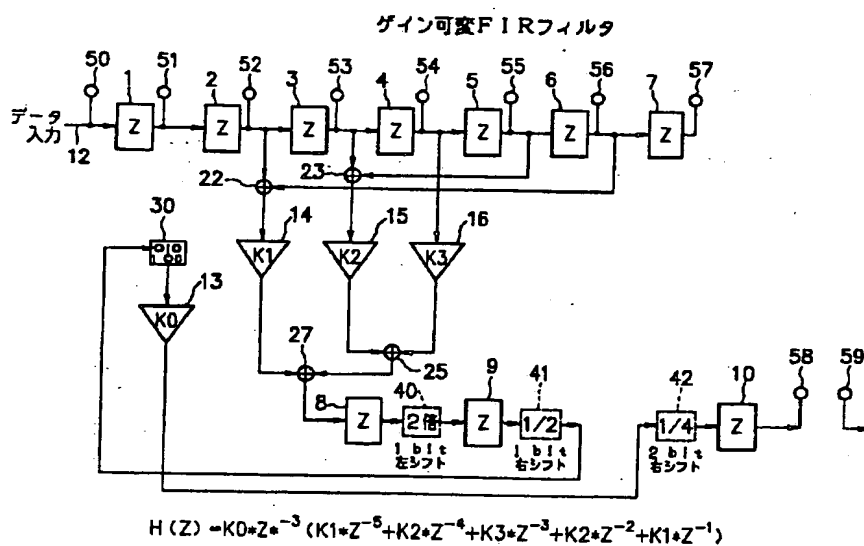 ゲイン可変FIRフィルタ
50 1 51 2 52 3 53 4 54 5 55 6 56 7 57
データ
入力
Z Z Z Z Z Z Z
12
22 23
30 14 15 16
13 K1 K2 K3
K0
27 25 9 41 58 59
8 40 42 10
Z 2倍 Z 1/2 1/4 Z
1 bit
左シフト
1 bit
右シフト
2 bit
右シフト
H(Z)=K0*Z*⁻³(K1*Z⁻⁵+K2*Z⁻⁴+K3*Z⁻³+K2*Z⁻²+K1*Z⁻¹)